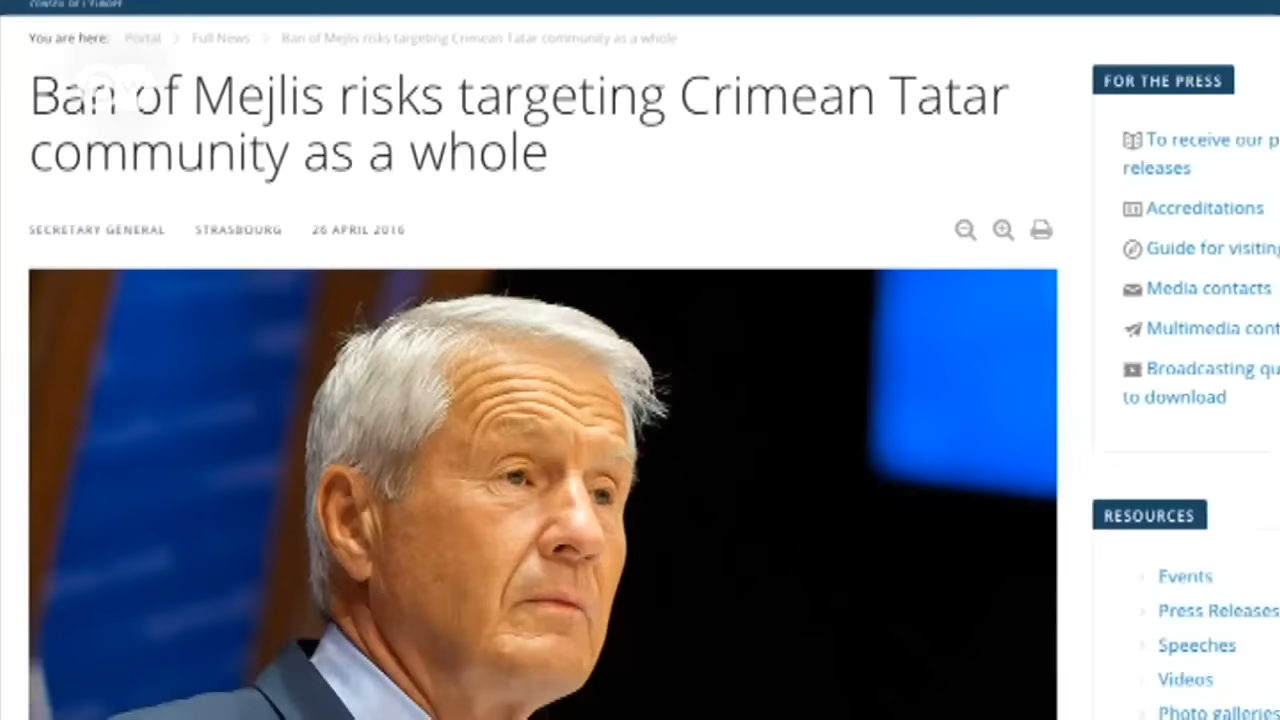 CONSEIL DE L'EUROPE
You are here: Portal Full News Ban of Mejlis risks targeting Crimean Tatar community as a whole
Ban of Mejlis risks targeting Crimean Tatar
community as a whole
SECRETARY GENERAL STRASBOURG 26 APRIL 2016
FOR THE PRESS
To receive our p
releases
Accreditations
Guide for visiting
Media contacts
Multimedia cont
Broadcasting qu
to download
RESOURCES
Events
Press Releases
Speeches
Videos
Photo galleries